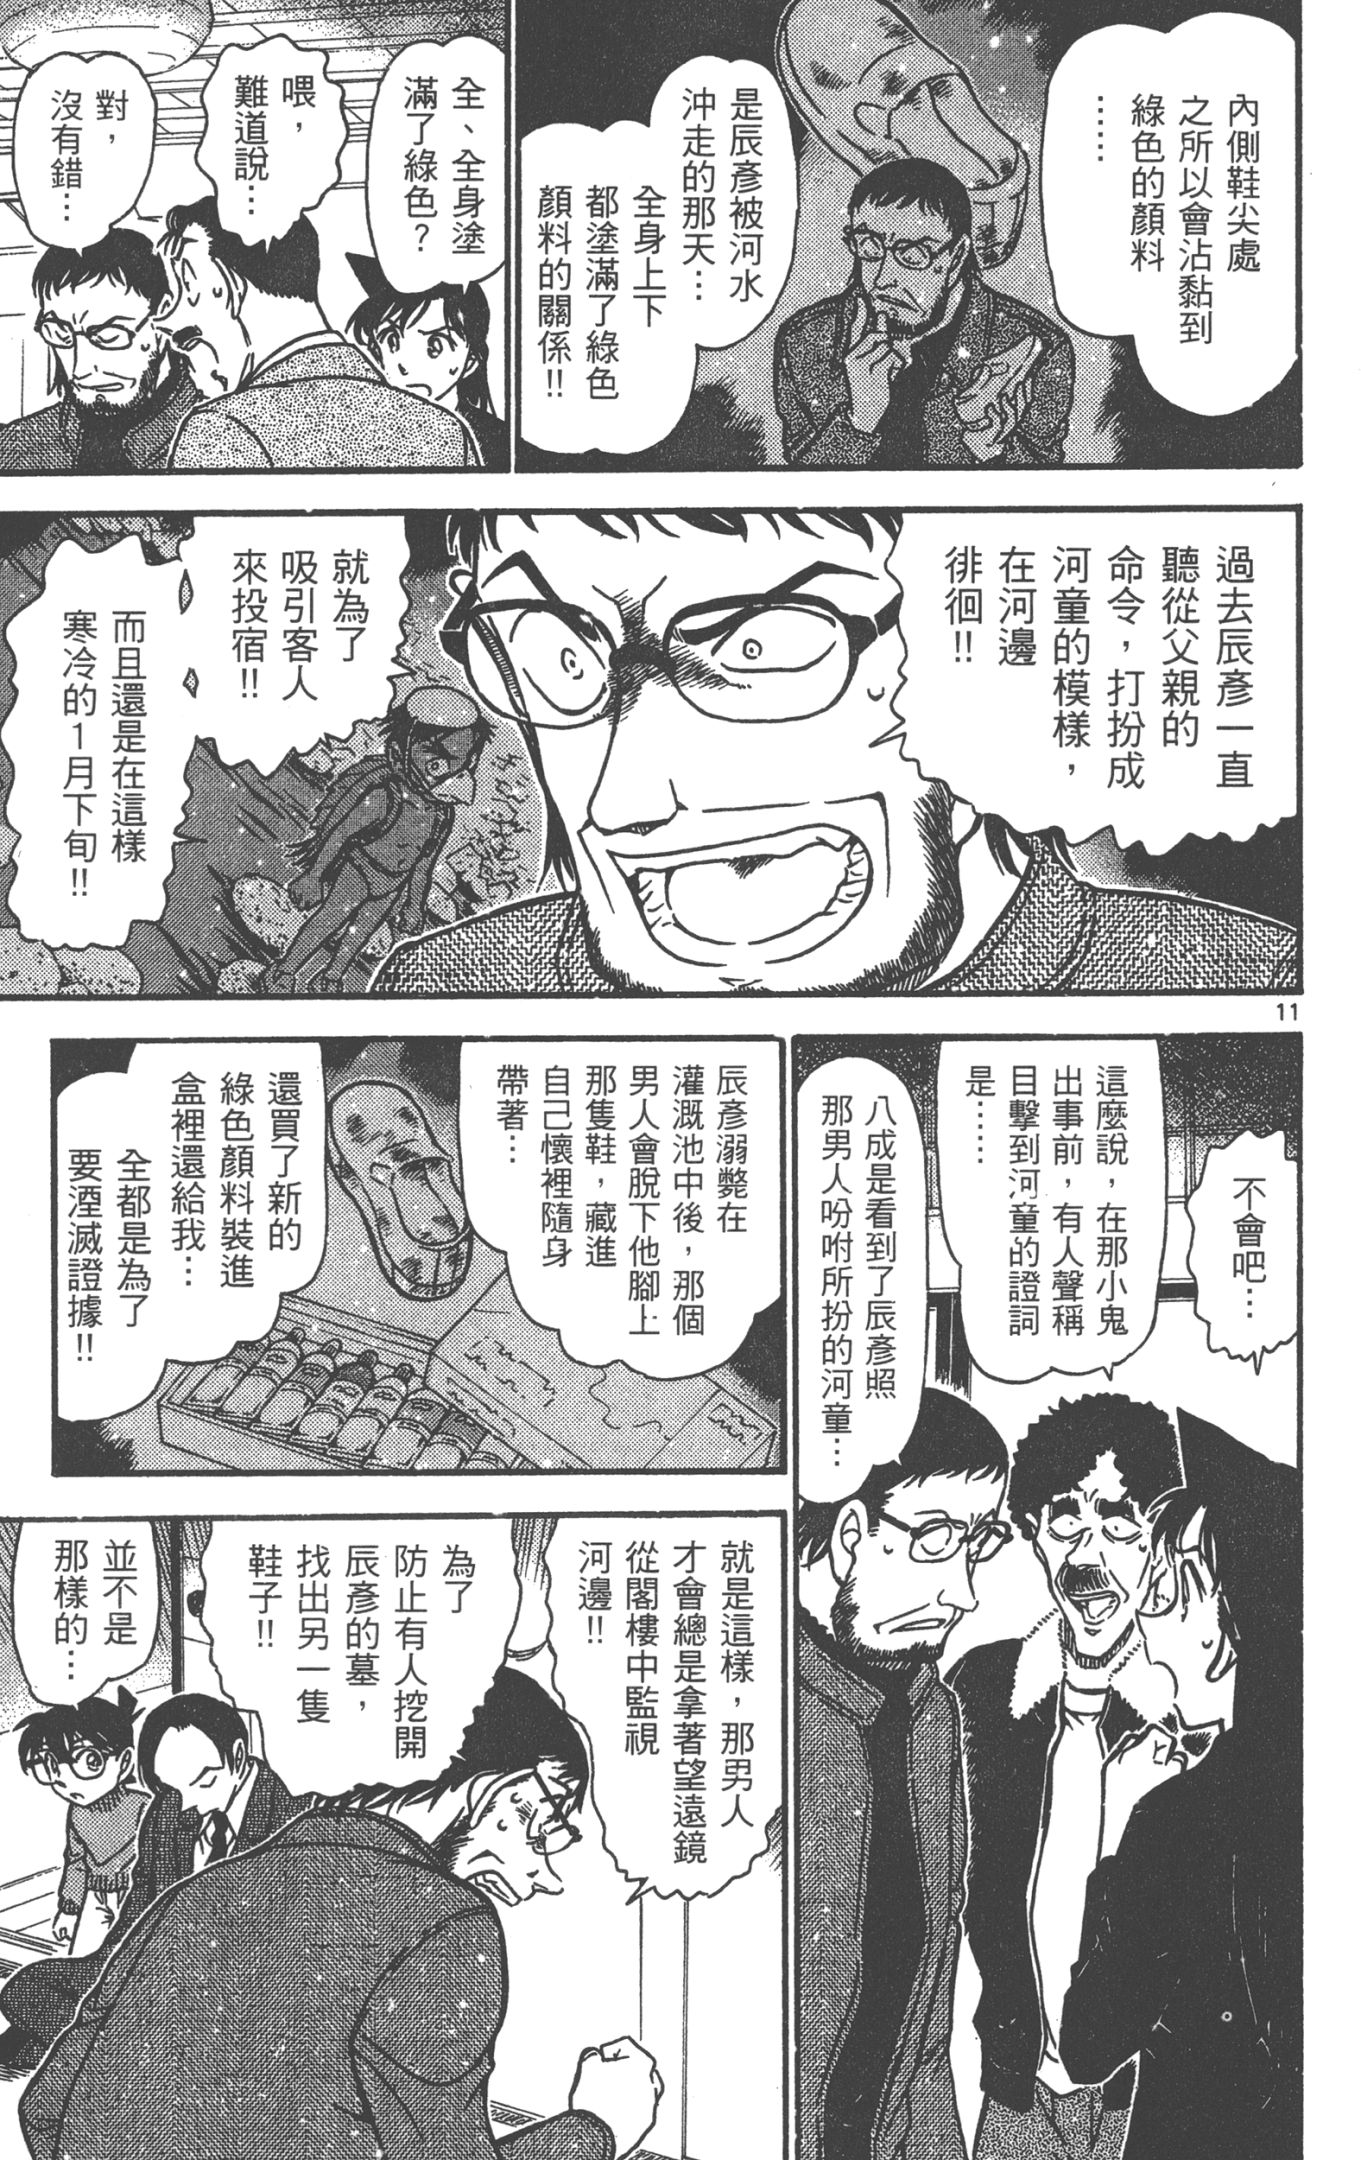 內側鞋尖處
之所以會沾黏到
綠色的顏料
……
是辰彥被河水
沖走的那天…
全身上下
都塗滿了綠色
顏料的關係!!
全、全身塗
滿了綠色？
喂，
難道說…
對，
沒有錯…
過去辰彥一直
聽從父親的
命令，打扮成
河童的模樣，
在河邊
徘徊!!
就為了
吸引客人
來投宿!!
而且還是在這樣
寒冷的1月下旬!!
11
不會吧…
這麼說，在那小鬼
出事前，有人聲稱
目擊到河童的證詞
是……
八成是看到了辰彥照
那男人吩咐所扮的河童…
辰彥溺斃在
灌溉池中後，那個
男人會脫下他腳上
那隻鞋，藏進
自己懷裡隨身
帶著…
還買了新的
綠色顏料裝進
盒裡還給我…
全都是為了
要湮滅證據!!
就是這樣，那男人
才會總是拿著望遠鏡
從閣樓中監視
河邊!!
為了
防止有人挖開
辰彥的墓，
找出另一隻
鞋子!!
並不是
那樣的…